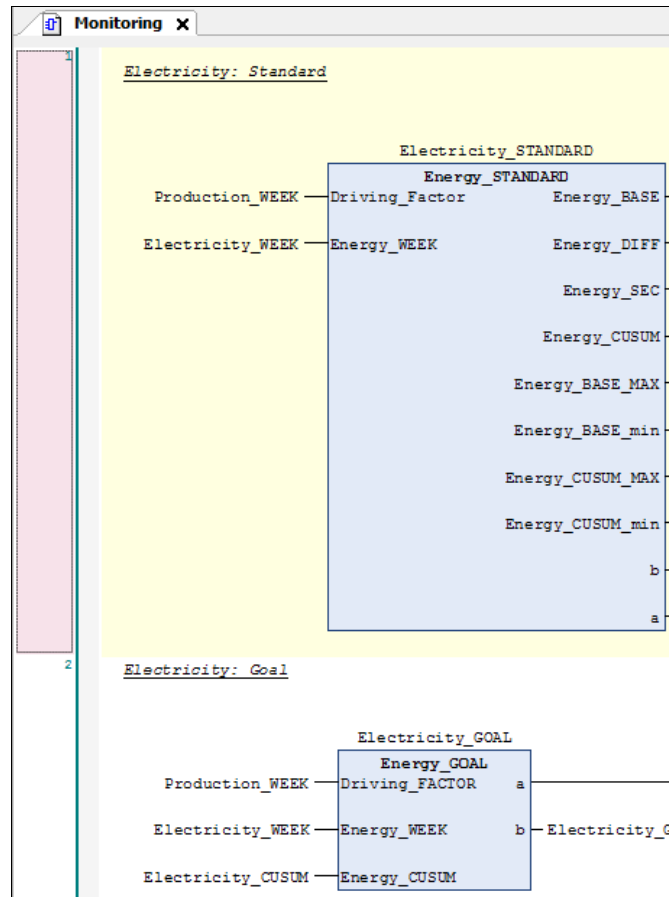 Monitoring
1
Electricity: Standard
Electricity_STANDARD
Energy_STANDARD
Production_WEEK Driving_Factor Energy_BASE
Electricity_WEEK Energy_WEEK Energy_DIFF
Energy_SEC
Energy_CUSUM
Energy_BASE_MAX
Energy_BASE_min
Energy_CUSUM_MAX
Energy_CUSUM_min
b
a
2
Electricity: Goal
Electricity_GOAL
Energy_GOAL
Production_WEEK Driving_FACTOR a
Electricity_WEEK Energy_WEEK b Electricity_G
Electricity_CUSUM Energy_CUSUM